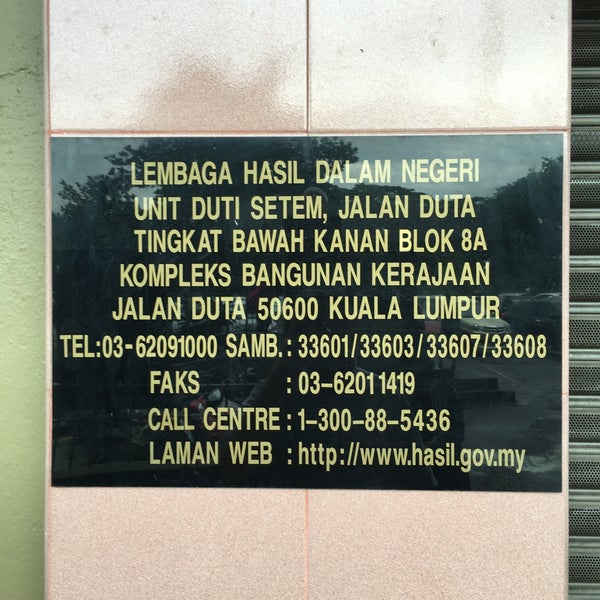 LEMBAGA HASIL DALAM NEGERI
UNIT DUTI SETEM, JALAN DUTA
TINGKAT BAWAH KANAN BLOK 8A
KOMPLEKS BANGUNAN KERAJAAN
JALAN DUTA 50600 KUALA LUMPUR
TEL:03-62091000 SAMB.: 33601/33603/33607/33608
FAKS : 03-62011419
CALL CENTRE : 1-300-88-5436
LAMAN WEB : http://www.hasil.gov.my